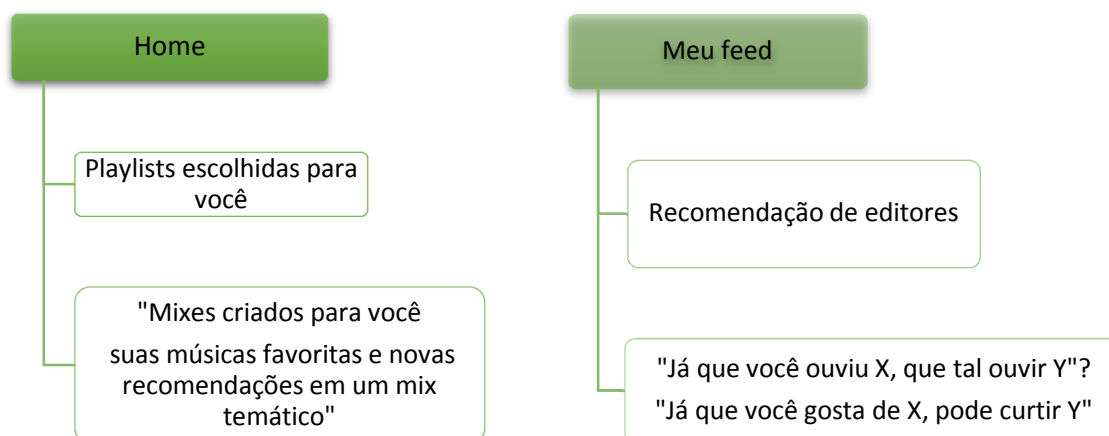 Home
Playlists escolhidas para
você
"Mixes criados para você
suas músicas favoritas e novas
recomendações em um mix
temático"
Meu feed
Recomendação de editores
"Já que você ouviu X, que tal ouvir Y"?
"Já que você gosta de X, pode curtir Y"